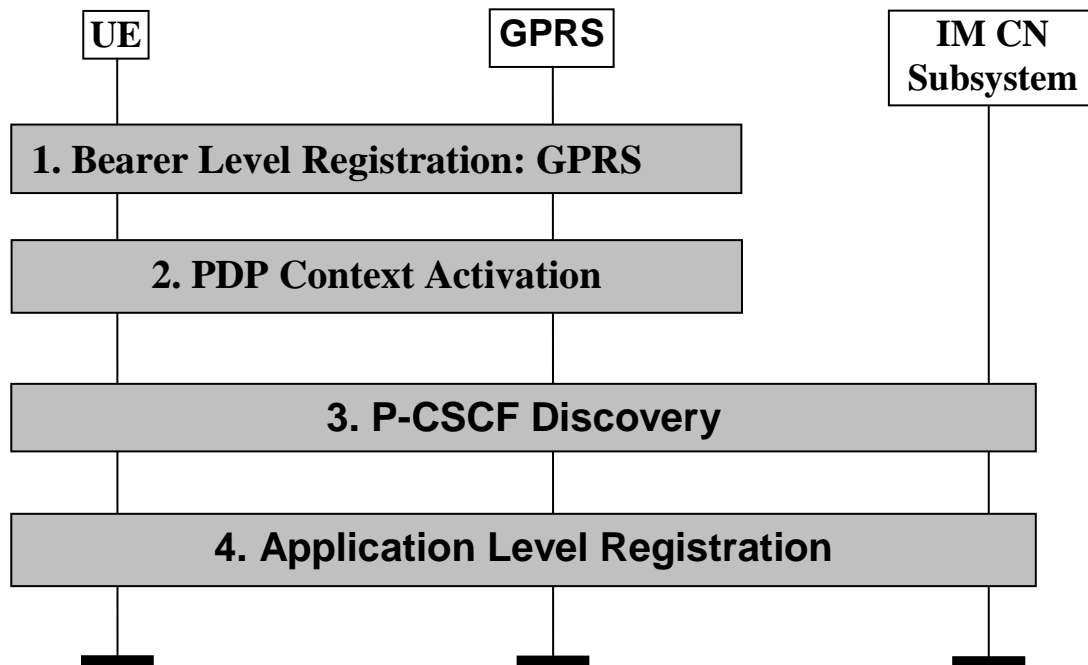 UE
GPRS
IM CN
Subsystem
1. Bearer Level Registration: GPRS
2. PDP Context Activation
3. P-CSCF Discovery
4. Application Level Registration